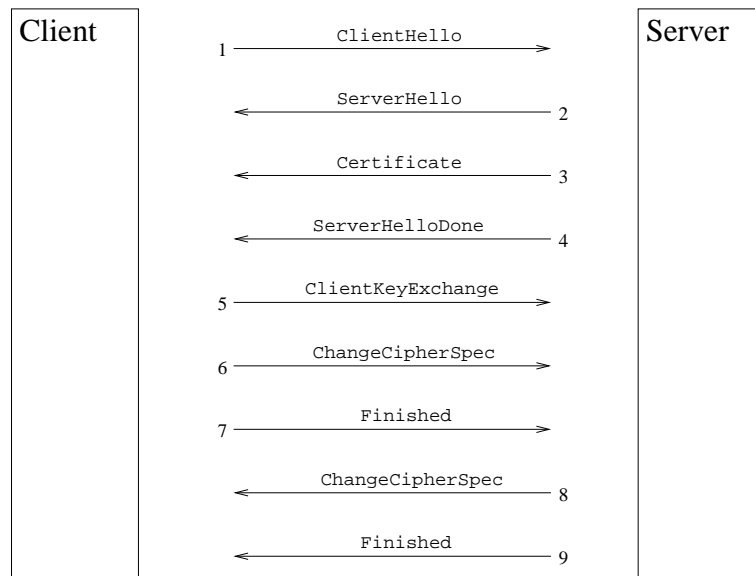 Client
Server
1 ClientHello
ServerHello 2
Certificate 3
ServerHelloDone 4
5 ClientKeyExchange
6 ChangeCipherSpec
7 Finished
ChangeCipherSpec 8
Finished 9